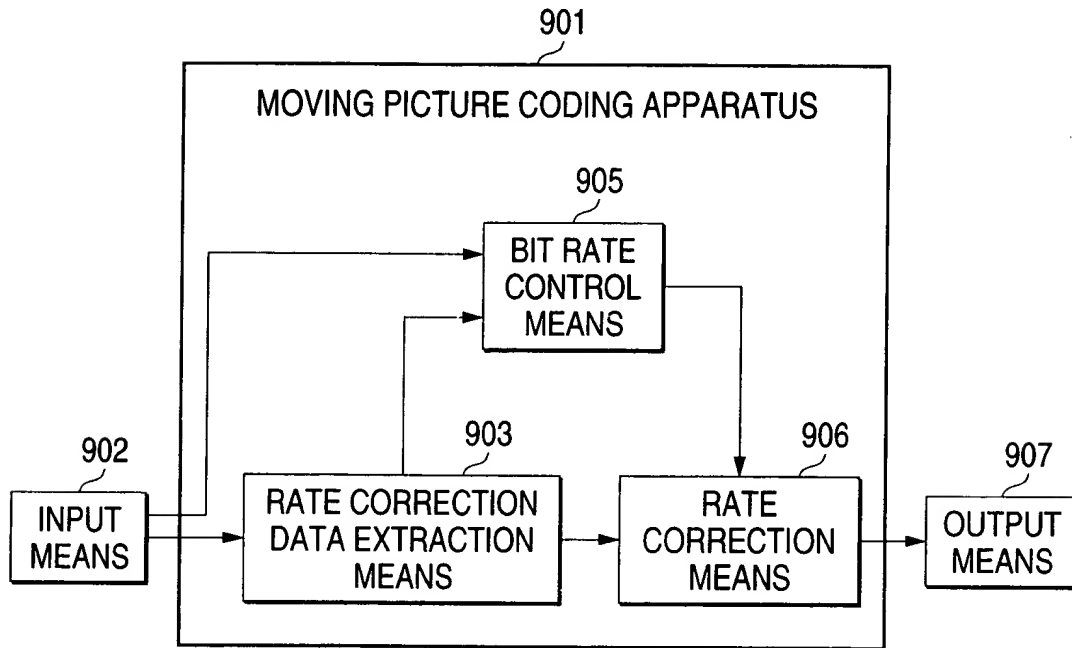 901
MOVING PICTURE CODING APPARATUS
905
BIT RATE
CONTROL
MEANS
902
INPUT
MEANS
903
RATE CORRECTION
DATA EXTRACTION
MEANS
906
RATE
CORRECTION
MEANS
907
OUTPUT
MEANS